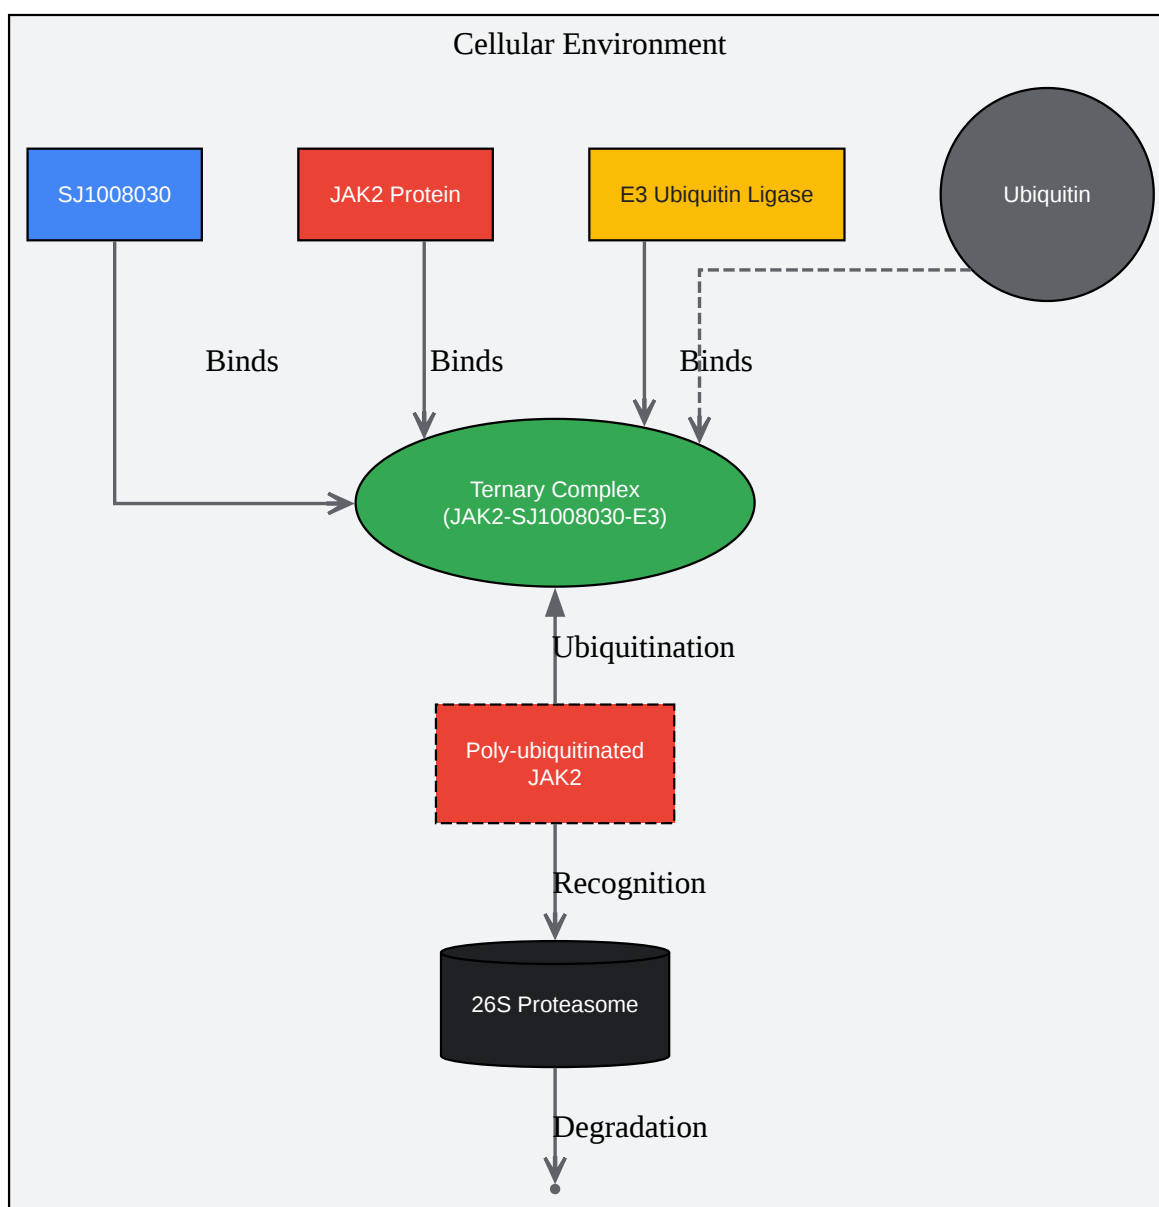 Cellular Environment
SJ1008030
JAK2 Protein
E3 Ubiquitin Ligase
Ubiquitin
Binds
Binds
Binds
Ternary Complex
(JAK2-SJ1008030-E3)
Ubiquitination
Poly-ubiquitinated
JAK2
Recognition
26S Proteasome
Degradation